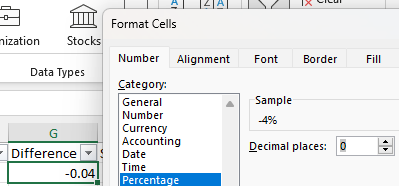 Clear
Format Cells
nization Stocks
Number Alignment Font Border Fill
Data Types
Category:
General
Number
Currency
Accounting
Date
Time
Percentage
Sample
-4%
Decimal places: 0
G
Difference
-0.04